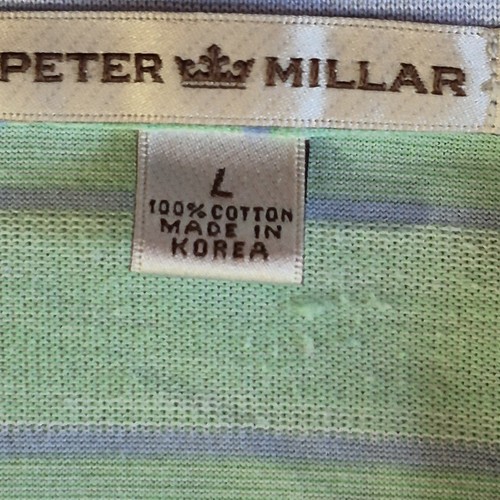 PETER MILLAR
L
100% COTTON
MADE IN
KOREA